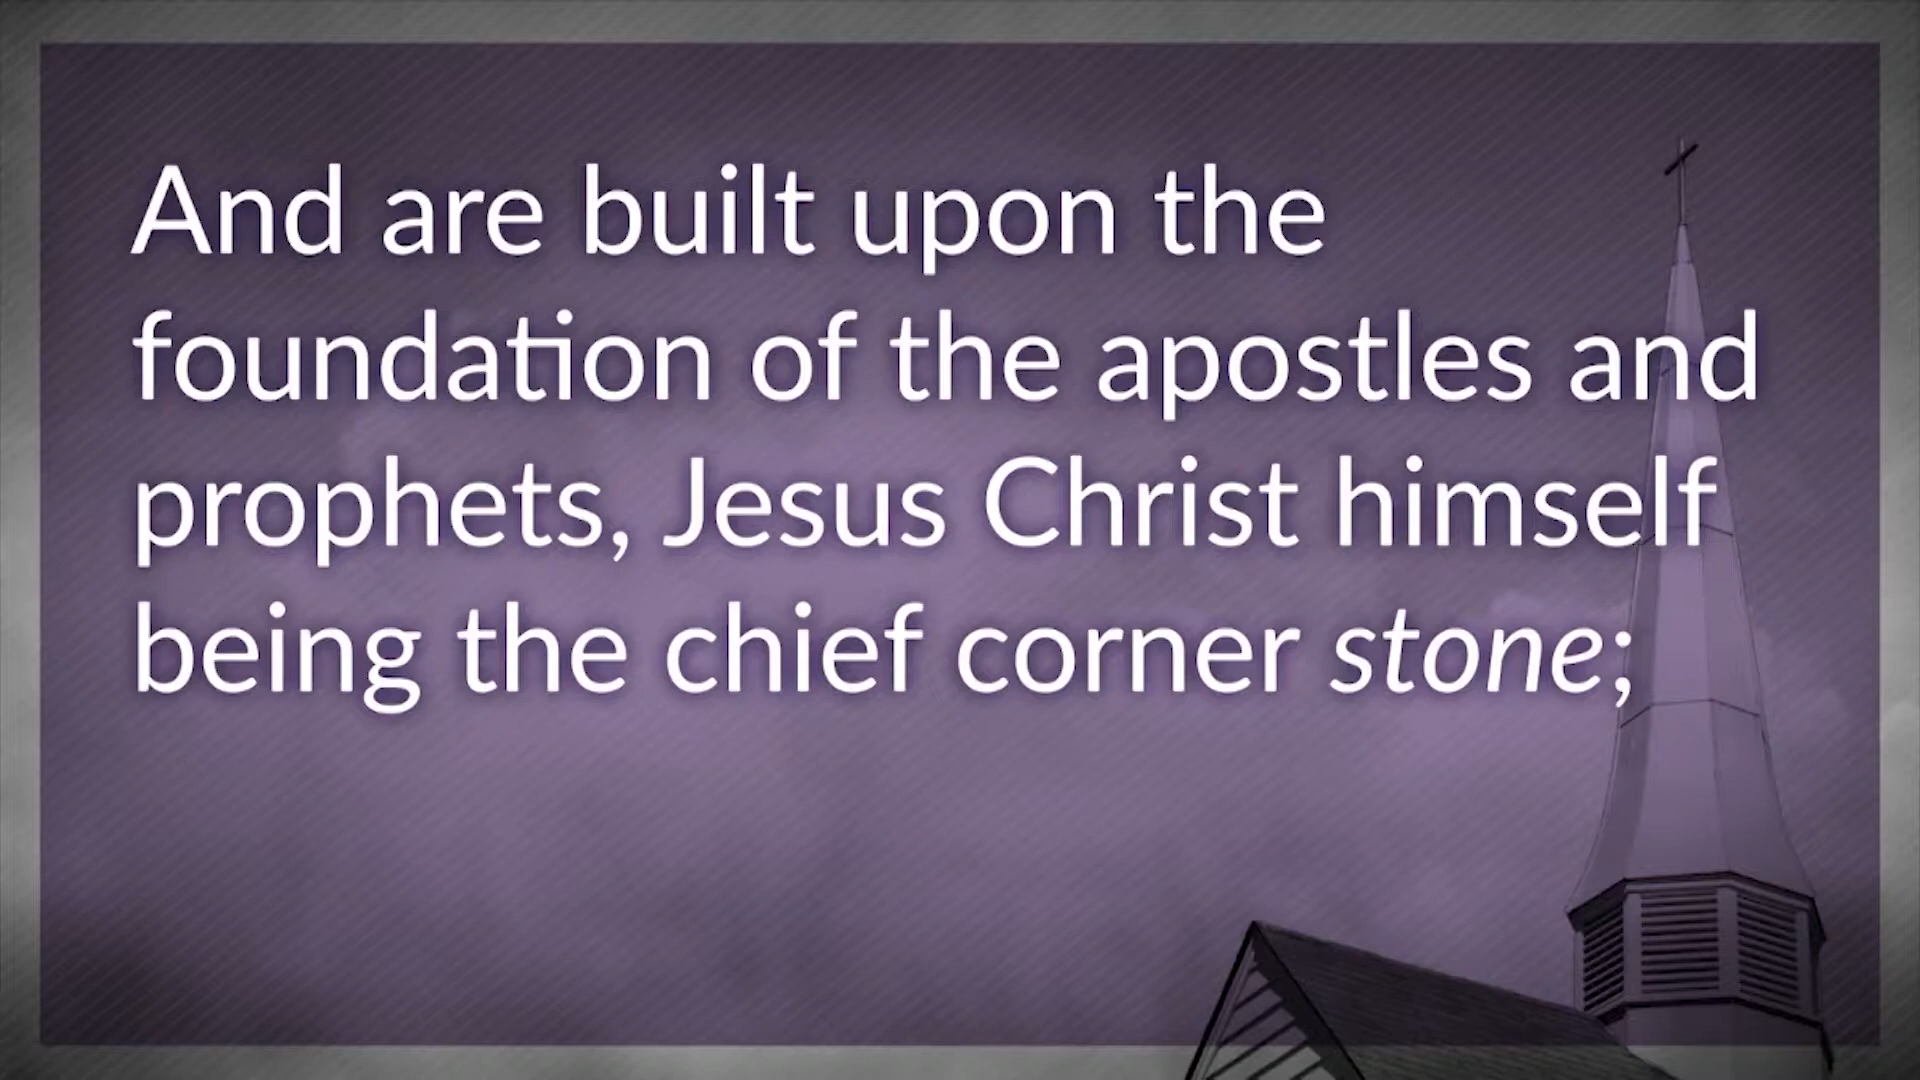 And are built upon the
foundation of the apostles and
prophets, Jesus Christ himself
being the chief corner stone;